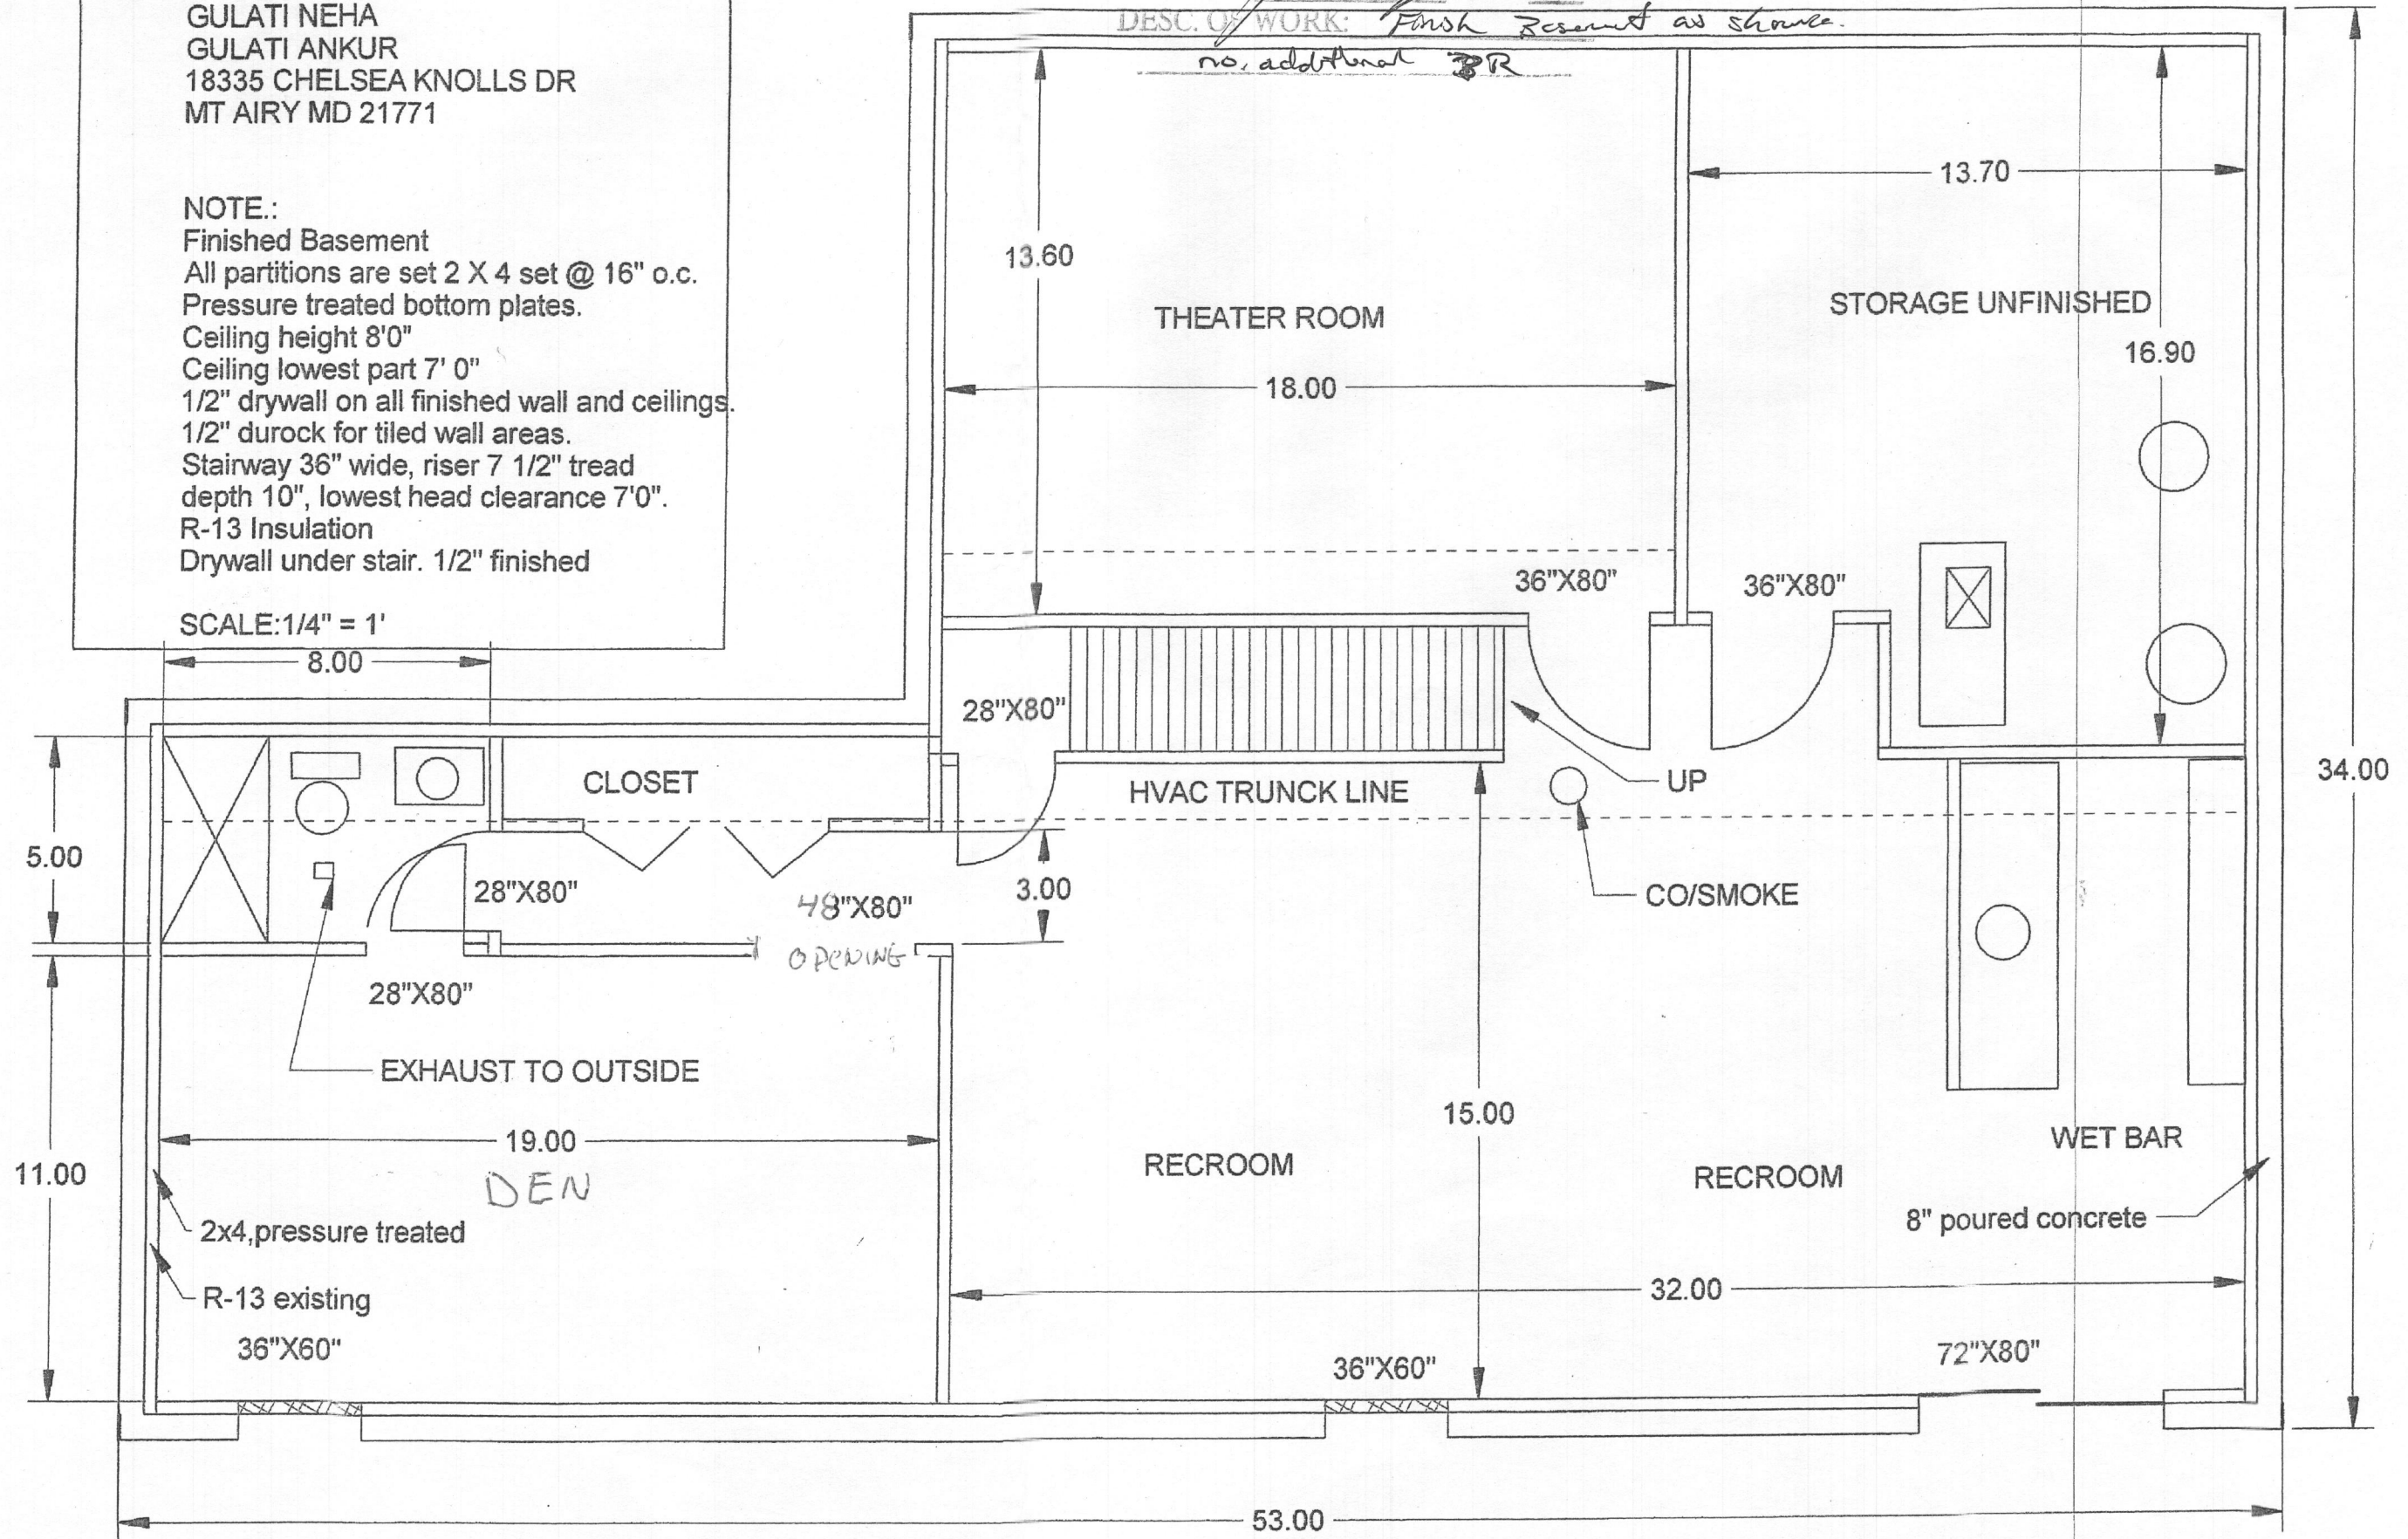 GULATI NEHA
GULATI ANKUR
18335 CHELSEA KNOLLS DR
MT AIRY MD 21771
NOTE.:
Finished Basement
All partitions are set 2 X 4 set @ 16" o.c.
Pressure treated bottom plates.
Ceiling height 8'0"
Ceiling lowest part 7' 0"
1/2" drywall on all finished wall and ceilings.
1/2" durock for tiled wall areas.
Stairway 36" wide, riser 7 1/2" tread
depth 10", lowest head clearance 7'0".
R-13 Insulation
Drywall under stair. 1/2" finished
SCALE:1/4" = 1'
DESC. OF WORK: Finish Basement as shown.
no additional BR
13.70
13.60
THEATER ROOM
STORAGE UNFINISHED
16.90
18.00
36"X80"
36"X80"
8.00
28"X80"
CLOSET
HVAC TRUNCK LINE
UP
34.00
5.00
28"X80"
48"X80"
OPENING
3.00
CO/SMOKE
28"X80"
EXHAUST TO OUTSIDE
19.00
DEN
11.00
15.00
RECROOM
RECROOM
WET BAR
2x4,pressure treated
8" poured concrete
R-13 existing
32.00
36"X60"
36"X60"
72"X80"
53.00